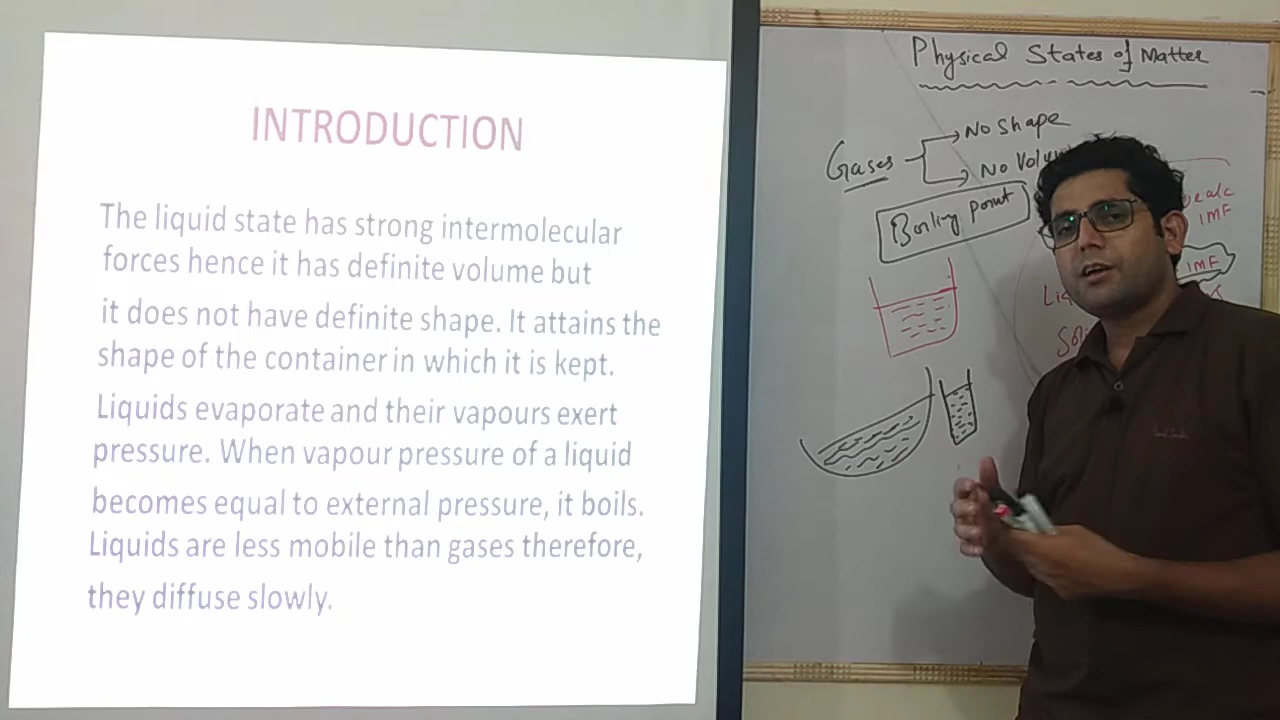 INTRODUCTION
The liquid state has strong intermolecular
forces hence it has definite volume but
it does not have definite shape. It attains the
shape of the container in which it is kept.
Liquids evaporate and their vapours exert
pressure. When vapour pressure of a liquid
becomes equal to external pressure, it boils.
Liquids are less mobile than gases therefore,
they diffuse slowly.
Physical States of Matter
Gases
No Shape
No
Boiling point
IMF
IMF